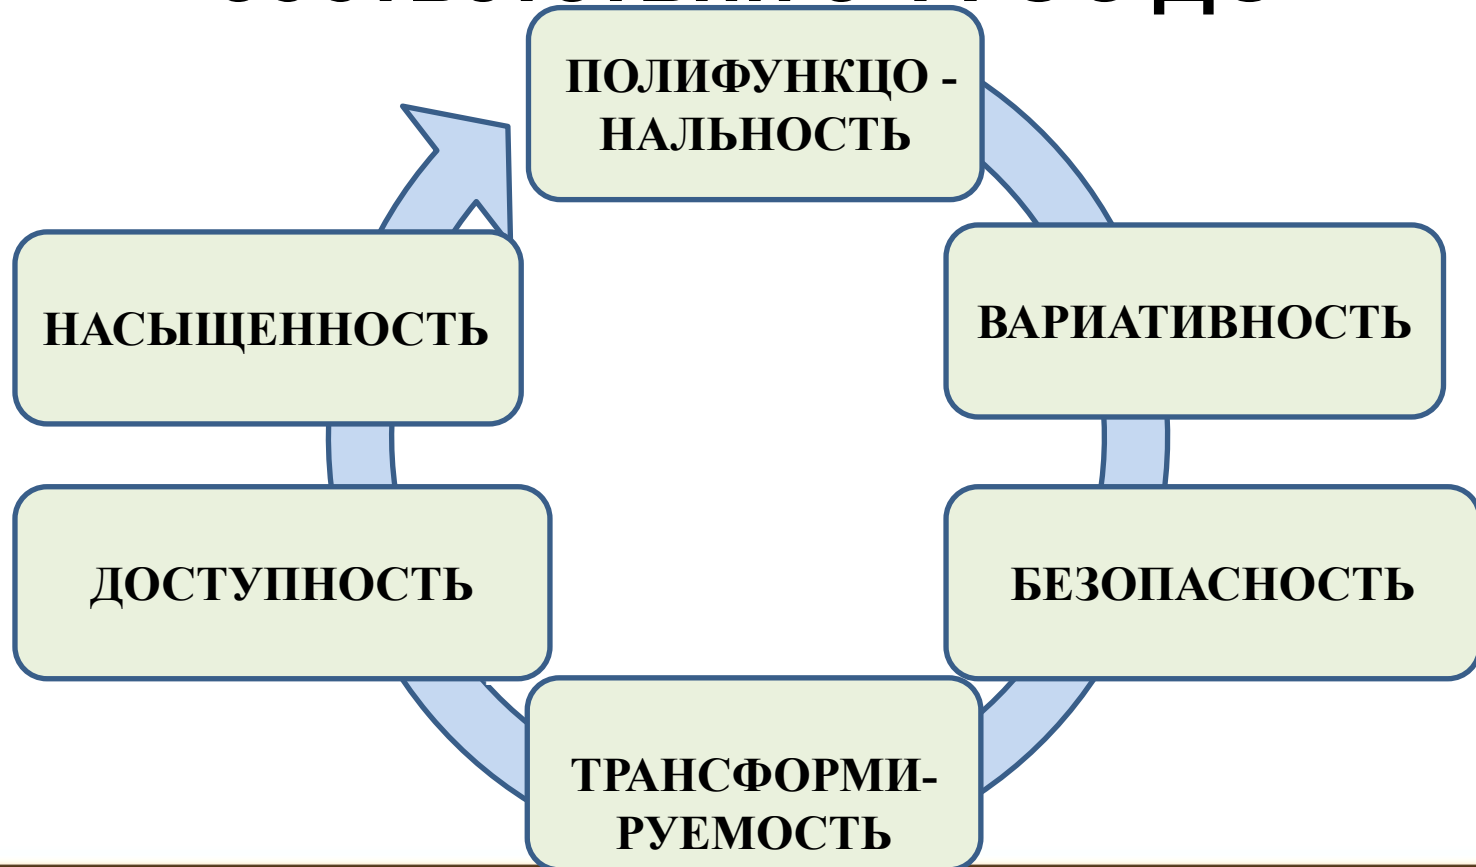 ПОЛИФУНКЦО -
НАЛЬНОСТЬ
ВАРИАТИВНОСТЬ
БЕЗОПАСНОСТЬ
ТРАНСФОРМИ-
РУЕМОСТЬ
ДОСТУПНОСТЬ
НАСЫЩЕННОСТЬ